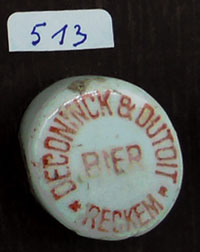 513
DECONINCK & DUTOIT
BIER
* RECKEM *